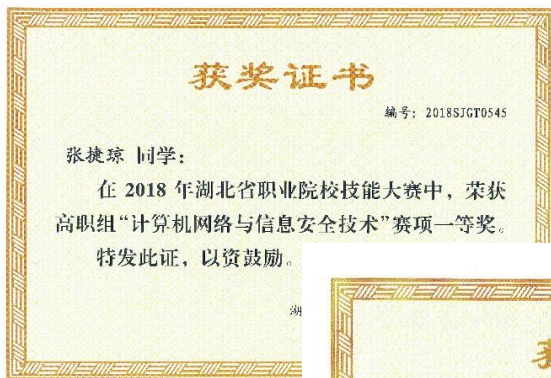 获奖证书
编号：2018SJGT0545
张捷琼 同学：
在 2018 年湖北省职业院校技能大赛中，荣获
高职组“计算机网络与信息安全技术”赛项一等奖。
特发此证，以资鼓励。
湖